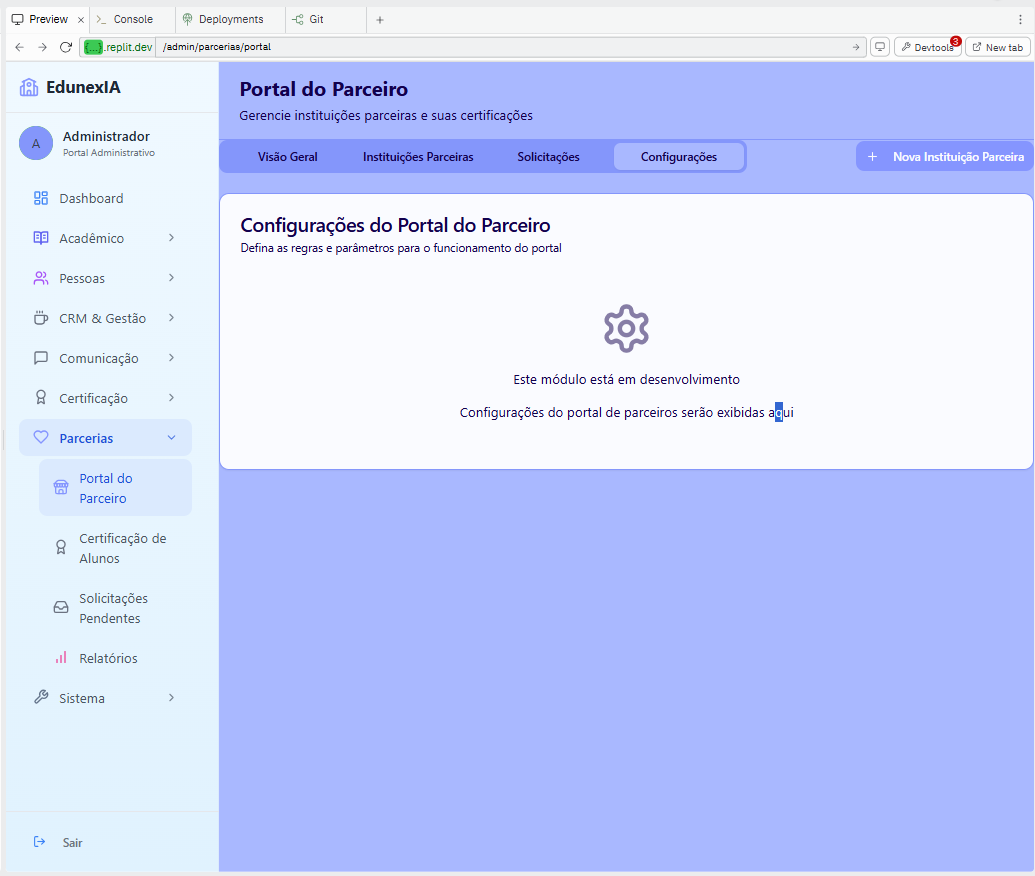 Preview
Console
Deployments
Git
{...}.replit.dev
/admin/parcerias/portal
Devtools
3
New tab
EdunexIA
A
Administrador
Portal Administrativo
Dashboard
Acadêmico
Pessoas
CRM & Gestão
Comunicação
Certificação
Parcerias
Portal do
Parceiro
Certificação de
Alunos
Solicitações
Pendentes
Relatórios
Sistema
Sair
Portal do Parceiro
Gerencie instituições parceiras e suas certificações
Visão Geral
Instituições Parceiras
Solicitações
Configurações
+ Nova Instituição Parceira
Configurações do Portal do Parceiro
Defina as regras e parâmetros para o funcionamento do portal
Este módulo está em desenvolvimento
Configurações do portal de parceiros serão exibidas aqui